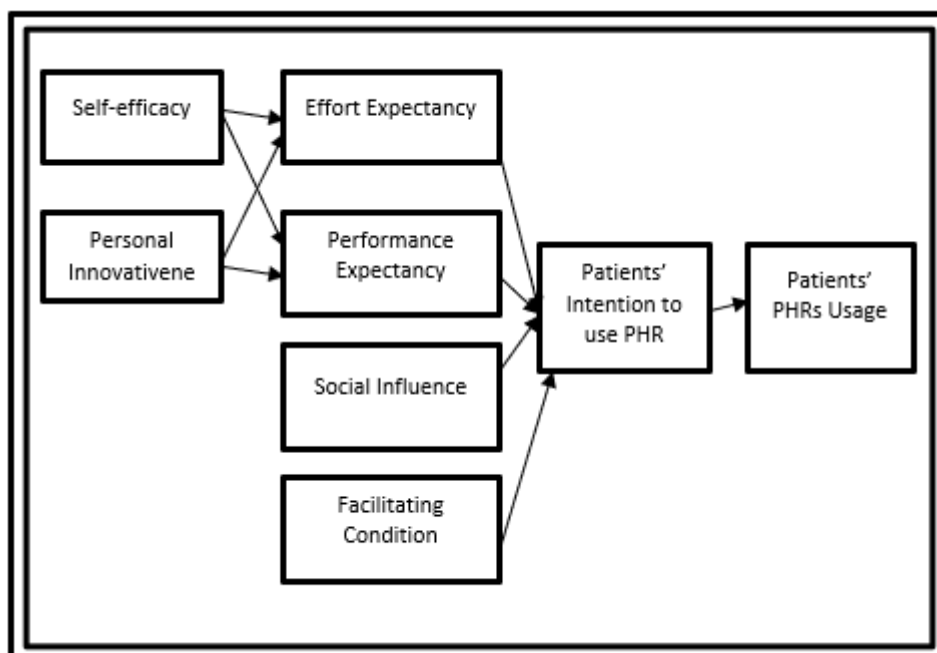 Self-efficacy
Effort Expectancy
Personal
Innovativene
Performance
Expectancy
Patients’
Intention to
use PHR
Patients’
PHRs Usage
Social Influence
Facilitating
Condition